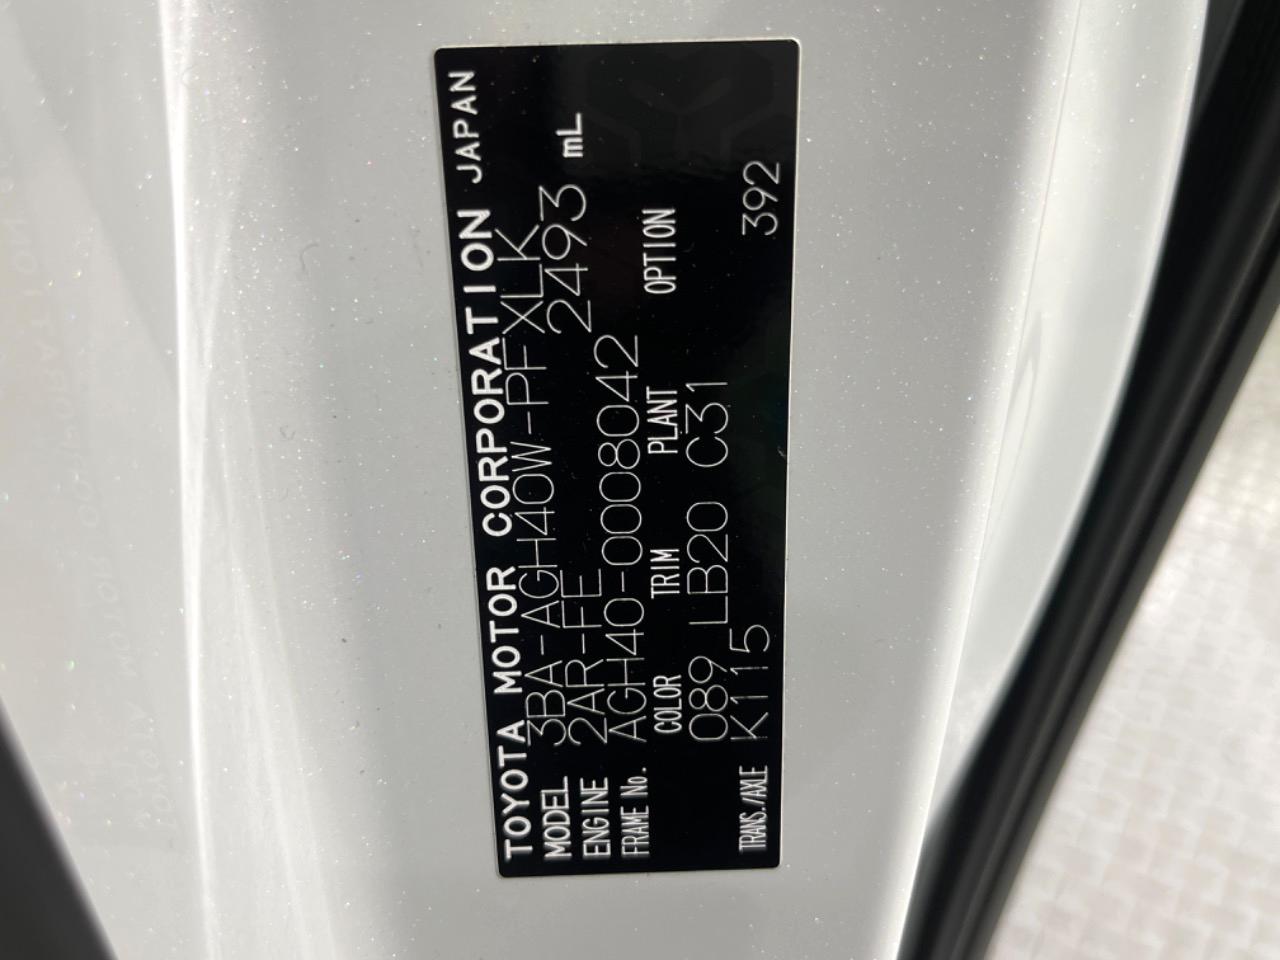 TOYOTA MOTOR CORPORATION JAPAN
MODEL 3BA-AGH40W-PFXLK
ENGINE 2AR-FE 2493 mL
FRAME No. AGH40-0008042
COLOR TRIM PLANT OPTION
089 LB20 C31
TRANS./AXLE K115 392